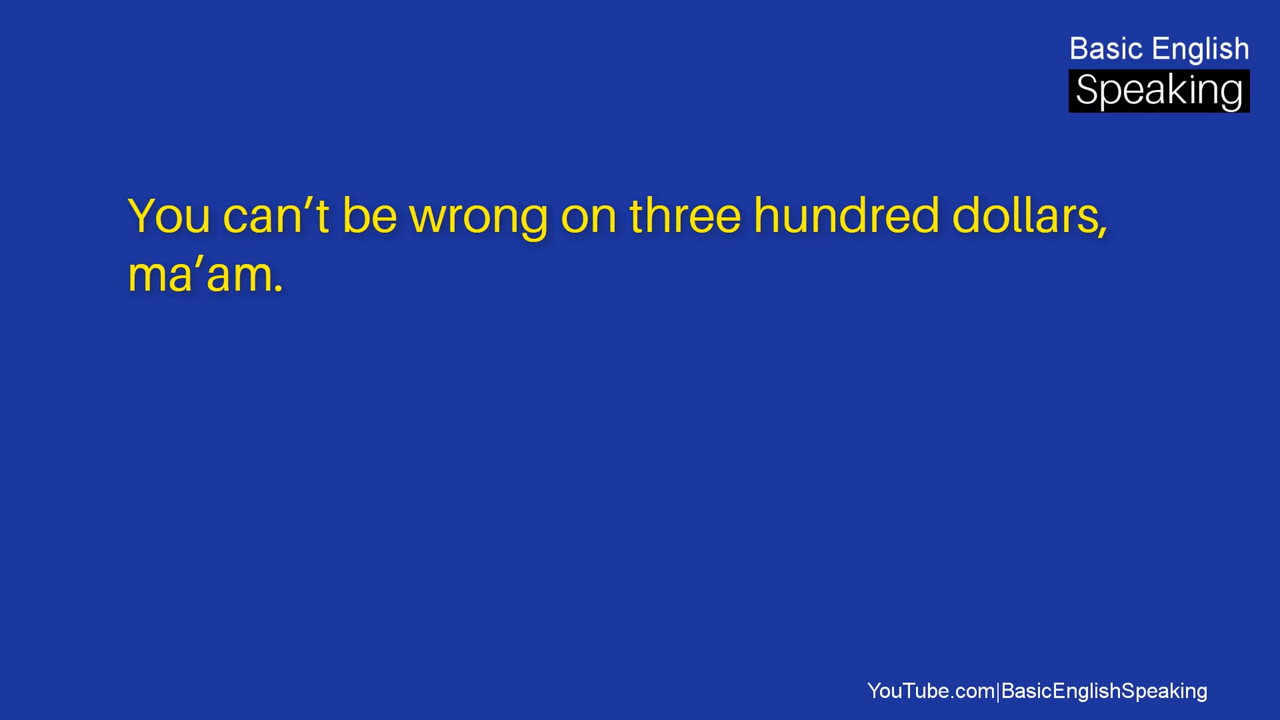 Basic English
Speaking
You can’t be wrong on three hundred dollars,
ma’am.
YouTube.com|BasicEnglishSpeaking